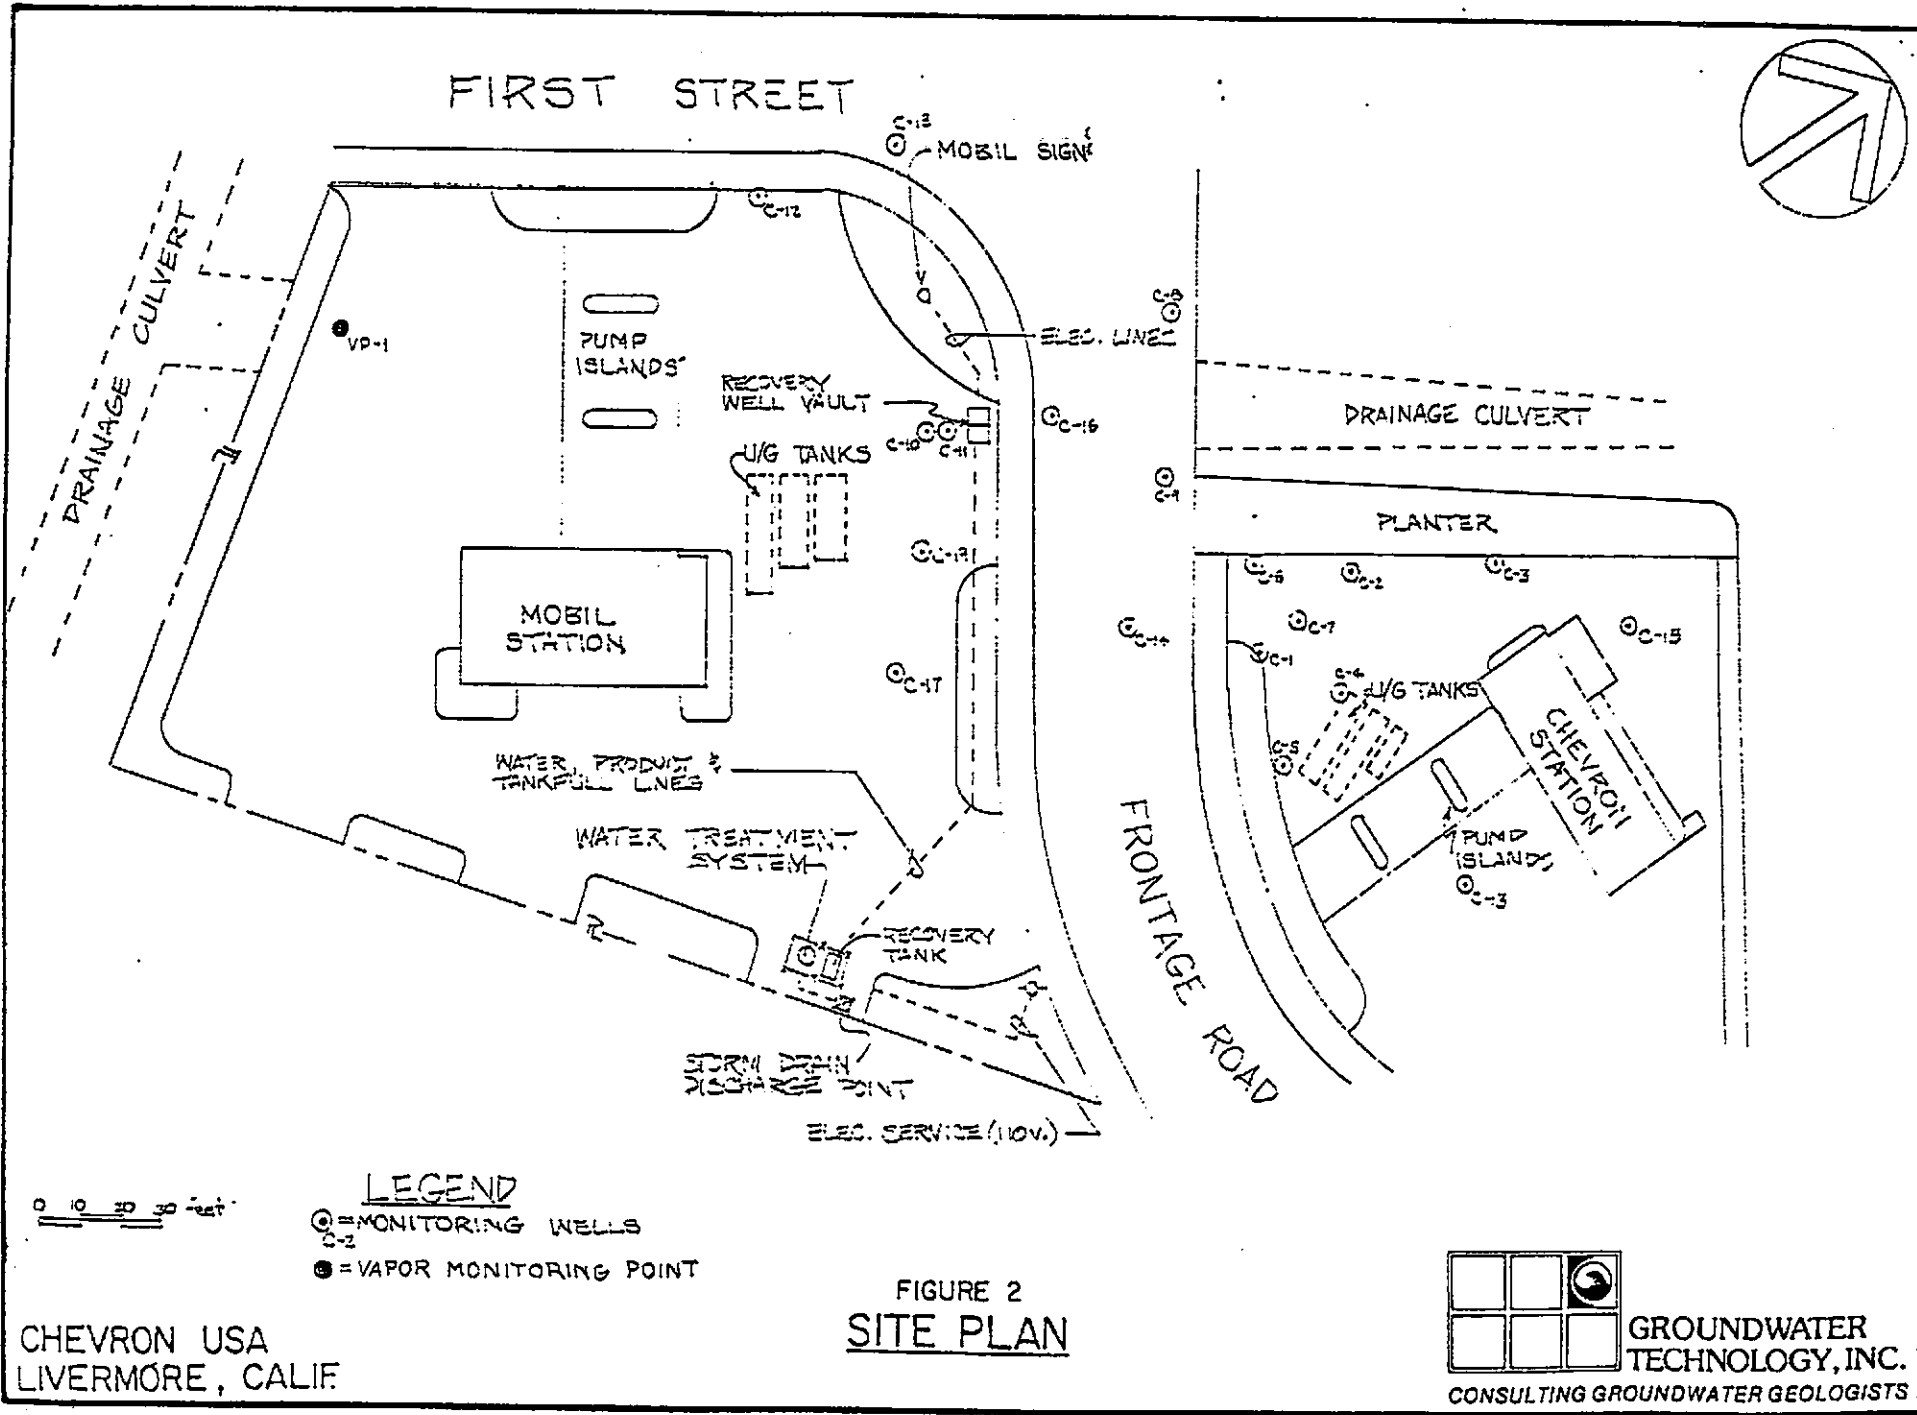 FIRST STREET
C-13
MOBIL SIGN
C-12
DRAINAGE CULVERT
VP-1
PUMP
ISLANDS
ELEC. LINES
RECOVERY
WELL VAULT
C-10
C-11
C-16
U/G TANKS
DRAINAGE CULVERT
C-9
PLANTER
C-6
C-2
C-3
MOBIL
STATION
C-14
C-7
C-15
C-1
C-17
C-4
U/G TANKS
C-5
CHEVRON
STATION
WATER, PRODUCT &
TANKFULL LINES
WATER TREATMENT
SYSTEM
PUMP
ISLANDS
C-13
FRONTAGE ROAD
RECOVERY
TANK
STORM DRAIN
DISCHARGE POINT
ELEC. SERVICE (110V.)
0 10 20 30 feet
LEGEND
= MONITORING WELLS
C-2
= VAPOR MONITORING POINT
FIGURE 2
SITE PLAN
CHEVRON USA
LIVERMORE, CALIF.
GROUNDWATER
TECHNOLOGY, INC.
CONSULTING GROUNDWATER GEOLOGISTS